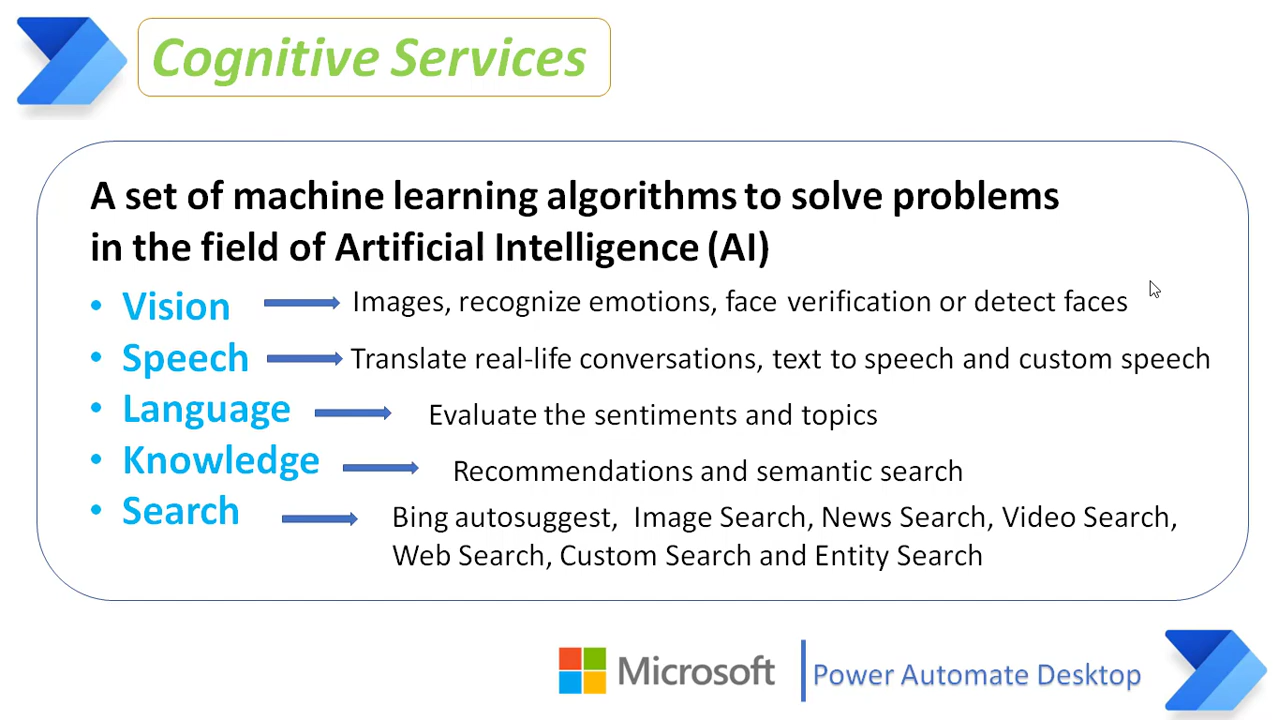 Cognitive Services
A set of machine learning algorithms to solve problems
in the field of Artificial Intelligence (AI)
• Vision Images, recognize emotions, face verification or detect faces
• Speech Translate real-life conversations, text to speech and custom speech
• Language Evaluate the sentiments and topics
• Knowledge Recommendations and semantic search
• Search Bing autosuggest, Image Search, News Search, Video Search,
Web Search, Custom Search and Entity Search
Microsoft Power Automate Desktop